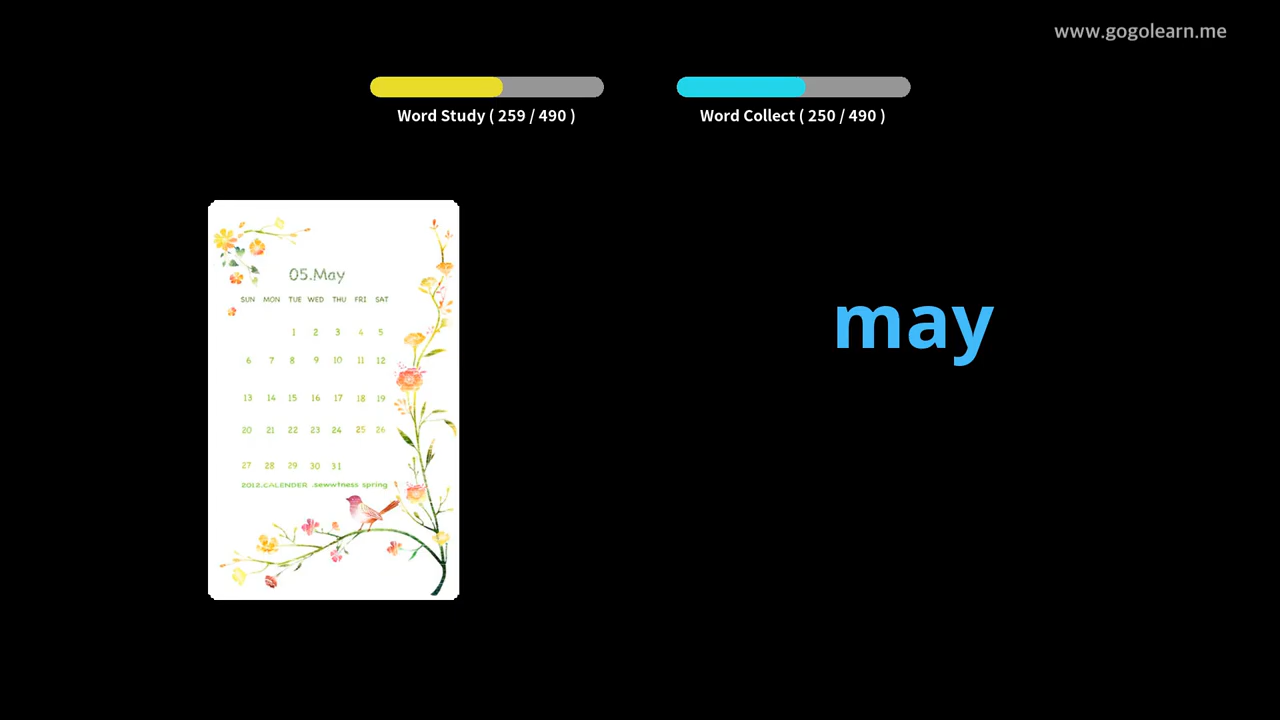 www.gogolearn.me
Word Study ( 259 / 490 )
Word Collect ( 250 / 490 )
05.May
SUN MON TUE WED THU FRI SAT
1 2 3 4 5
6 7 8 9 10 11 12
13 14 15 16 17 18 19
20 21 22 23 24 25 26
27 28 29 30 31
2012.CALENDER .sewwtness spring
may